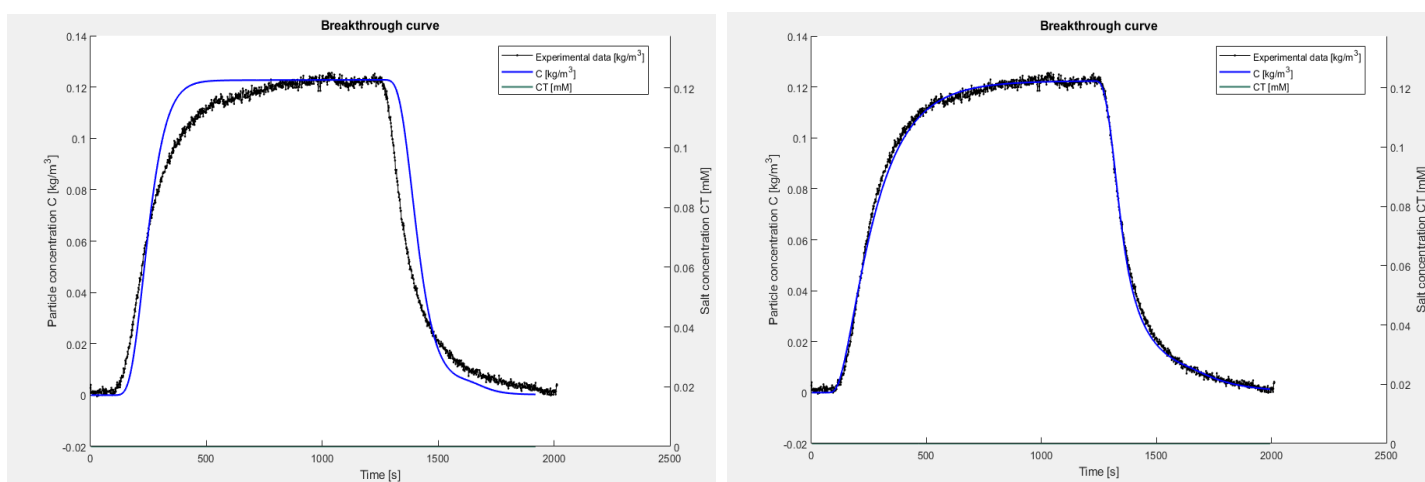 Breakthrough curve
0.14
0.12
0.1
0.08
0.06
0.04
0.02
0
-0.02
Particle concentration C [kg/m³]
Experimental data [kg/m³]
C [kg/m³]
CT [mM]
0.12
0.1
0.08
0.06
0.04
0.02
0
Salt concentration CT [mM]
0 500 1000 1500 2000 2500
Time [s]
Breakthrough curve
0.14
0.12
0.1
0.08
0.06
0.04
0.02
0
-0.02
Particle concentration C [kg/m³]
Experimental data [kg/m³]
C [kg/m³]
CT [mM]
0.12
0.1
0.08
0.06
0.04
0.02
0
Salt concentration CT [mM]
0 500 1000 1500 2000 2500
Time [s]